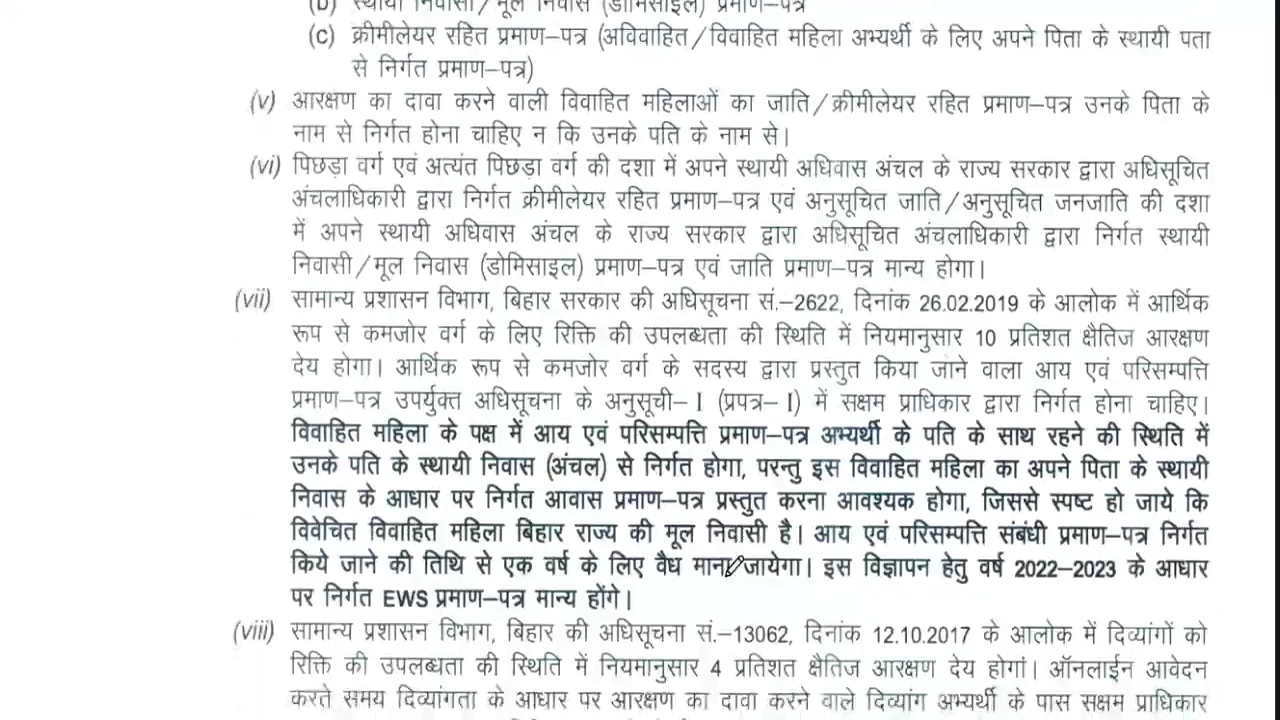 (b) स्थायी निवासी/मूल निवास (डोमिसाइल) प्रमाण–पत्र
(c) क्रीमीलेयर रहित प्रमाण–पत्र (अविवाहित/विवाहित महिला अभ्यर्थी के लिए अपने पिता के स्थायी पता
से निर्गत प्रमाण–पत्र)
(v) आरक्षण का दावा करने वाली विवाहित महिलाओं का जाति/क्रीमीलेयर रहित प्रमाण–पत्र उनके पिता के
नाम से निर्गत होना चाहिए न कि उनके पति के नाम से।
(vi) पिछड़ा वर्ग एवं अत्यंत पिछड़ा वर्ग की दशा में अपने स्थायी अधिवास अंचल के राज्य सरकार द्वारा अधिसूचित
अंचलाधिकारी द्वारा निर्गत क्रीमीलेयर रहित प्रमाण–पत्र एवं अनुसूचित जाति/अनुसूचित जनजाति की दशा
में अपने स्थायी अधिवास अंचल के राज्य सरकार द्वारा अधिसूचित अंचलाधिकारी द्वारा निर्गत स्थायी
निवासी/मूल निवास (डोमिसाइल) प्रमाण–पत्र एवं जाति प्रमाण–पत्र मान्य होगा।
(vii) सामान्य प्रशासन विभाग, बिहार सरकार की अधिसूचना सं.–2622, दिनांक 26.02.2019 के आलोक में आर्थिक
रूप से कमजोर वर्ग के लिए रिक्ति की उपलब्धता की स्थिति में नियमानुसार 10 प्रतिशत क्षैतिज आरक्षण
देय होगा। आर्थिक रूप से कमजोर वर्ग के सदस्य द्वारा प्रस्तुत किया जाने वाला आय एवं परिसम्पत्ति
प्रमाण–पत्र उपर्युक्त अधिसूचना के अनुसूची– I (प्रपत्र– I) में सक्षम प्राधिकार द्वारा निर्गत होना चाहिए।
विवाहित महिला के पक्ष में आय एवं परिसम्पत्ति प्रमाण–पत्र अभ्यर्थी के पति के साथ रहने की स्थिति में
उनके पति के स्थायी निवास (अंचल) से निर्गत होगा, परन्तु इस विवाहित महिला का अपने पिता के स्थायी
निवास के आधार पर निर्गत आवास प्रमाण–पत्र प्रस्तुत करना आवश्यक होगा, जिससे स्पष्ट हो जाये कि
विवेचित विवाहित महिला बिहार राज्य की मूल निवासी है। आय एवं परिसम्पत्ति संबंधी प्रमाण–पत्र निर्गत
किये जाने की तिथि से एक वर्ष के लिए वैध माना जायेगा। इस विज्ञापन हेतु वर्ष 2022–2023 के आधार
पर निर्गत EWS प्रमाण–पत्र मान्य होंगे।
(viii) सामान्य प्रशासन विभाग, बिहार की अधिसूचना सं.–13062, दिनांक 12.10.2017 के आलोक में दिव्यांगों को
रिक्ति की उपलब्धता की स्थिति में नियमानुसार 4 प्रतिशत क्षैतिज आरक्षण देय होगां। ऑनलाईन आवेदन
करते समय दिव्यांगता के आधार पर आरक्षण का दावा करने वाले दिव्यांग अभ्यर्थी के पास सक्षम प्राधिकार